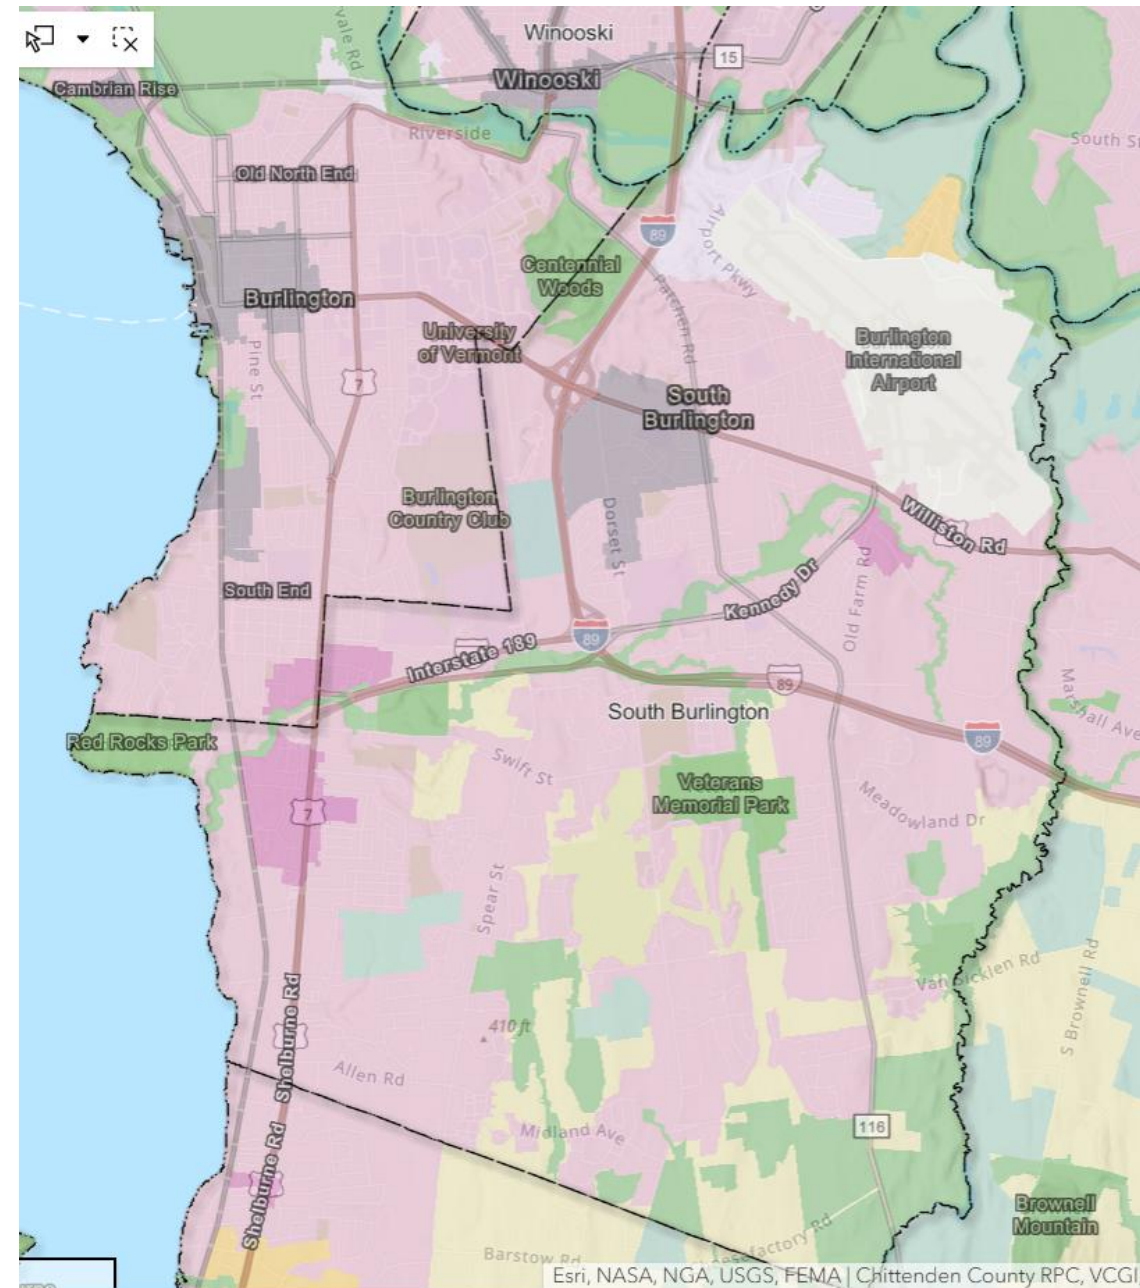 Winooski
15
vale Rd
Winooski
Cambrian Rise
Riverside
South St
Old North End
89
Airport Pkwy
Centennial
Woods
Patchen Rd
Burlington
University
of Vermont
Burlington
International
Airport
Pine St
7
South
Burlington
Burlington
Country Club
Dorset St
Williston Rd
South End
Kennedy Dr
Old Farm Rd
89
Interstate 189
89
Marshall Ave
South Burlington
Red Rocks Park
89
Swift St
Veterans
Memorial Park
7
Meadowland Dr
Spear St
Van Sicklen Rd
S Brownell Rd
410 ft
Shelburne Rd
Allen Rd
116
Midland Ave
Shelburne Rd
Brownell
Mountain
Barstow Rd
Esri, NASA, NGA, USGS, FEMA | Chittenden County RPC, VCGI